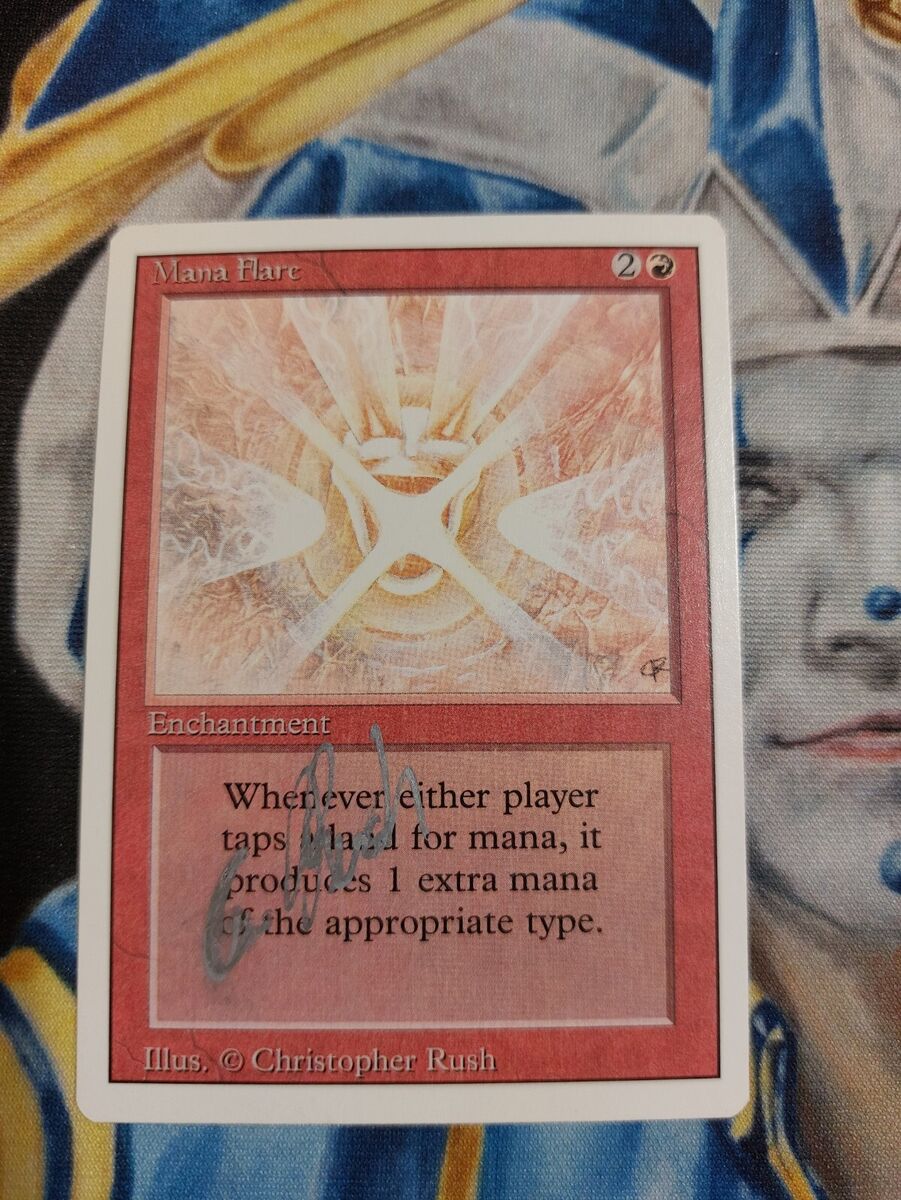 Mana Flare
2
Enchantment
Whenever either player
taps a land for mana, it
produces 1 extra mana
of the appropriate type.
Illus. © Christopher Rush